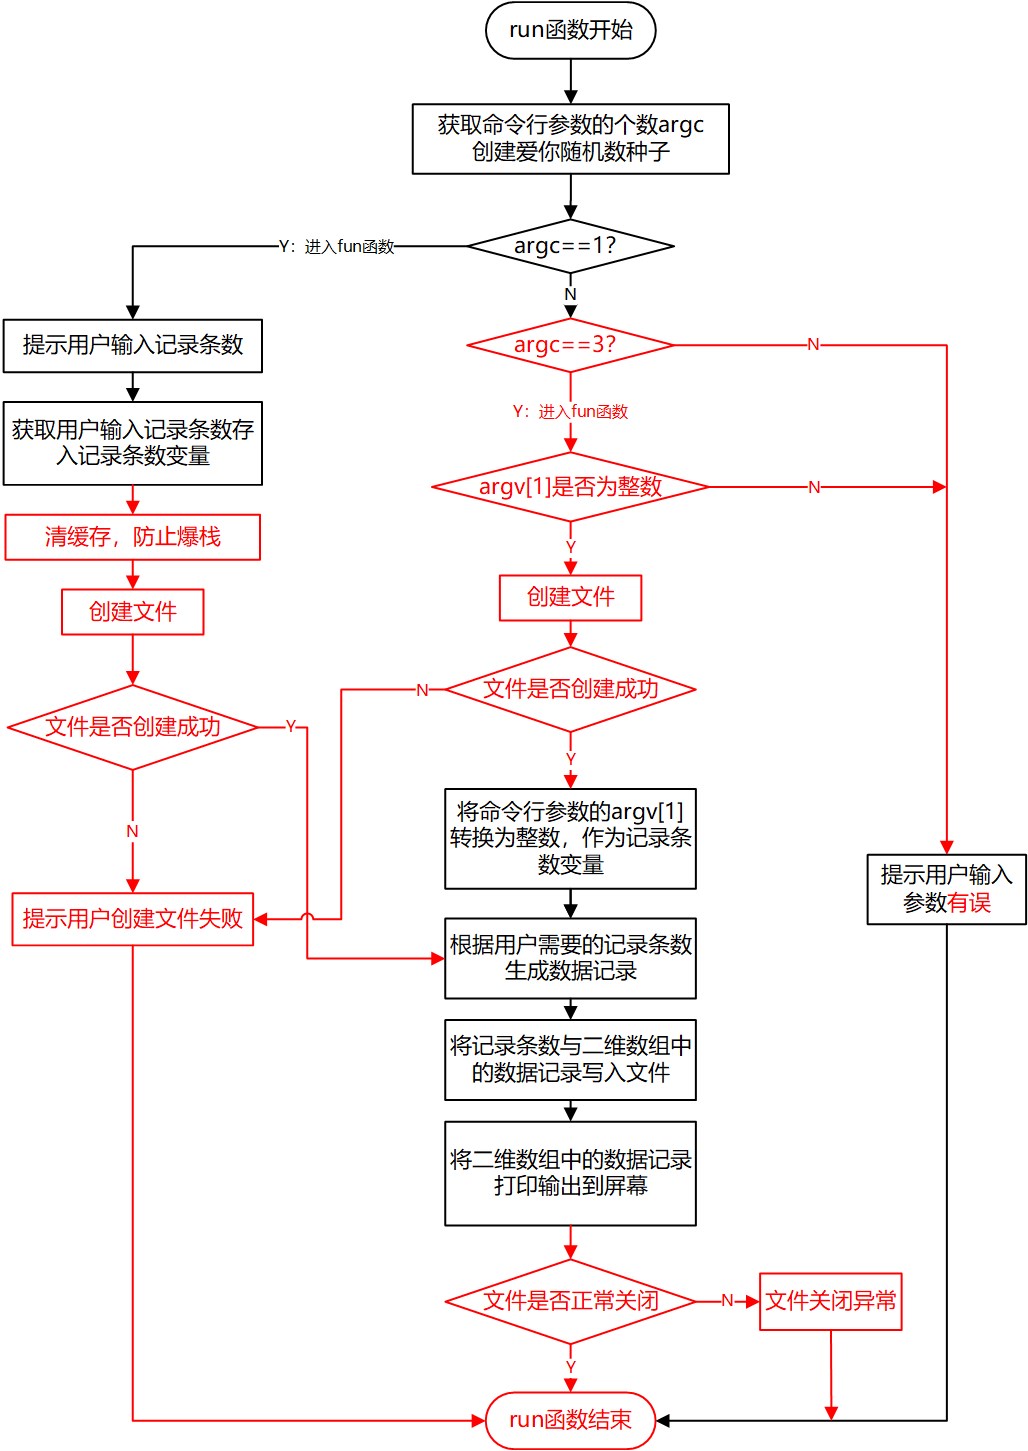 run函数开始
获取命令行参数的个数argc
创建爱你随机数种子
argc==1?
Y：进入fun函数
N
提示用户输入记录条数
argc==3?
N
获取用户输入记录条数存
入记录条数变量
Y：进入fun函数
argv[1]是否为整数
N
清缓存，防止爆栈
Y
创建文件
创建文件
文件是否创建成功
N
文件是否创建成功
Y
Y
N
将命令行参数的argv[1]
转换为整数，作为记录条
数变量
提示用户输入
参数有误
提示用户创建文件失败
根据用户需要的记录条数
生成数据记录
将记录条数与二维数组中
的数据记录写入文件
将二维数组中的数据记录
打印输出到屏幕
文件是否正常关闭
N
文件关闭异常
Y
run函数结束